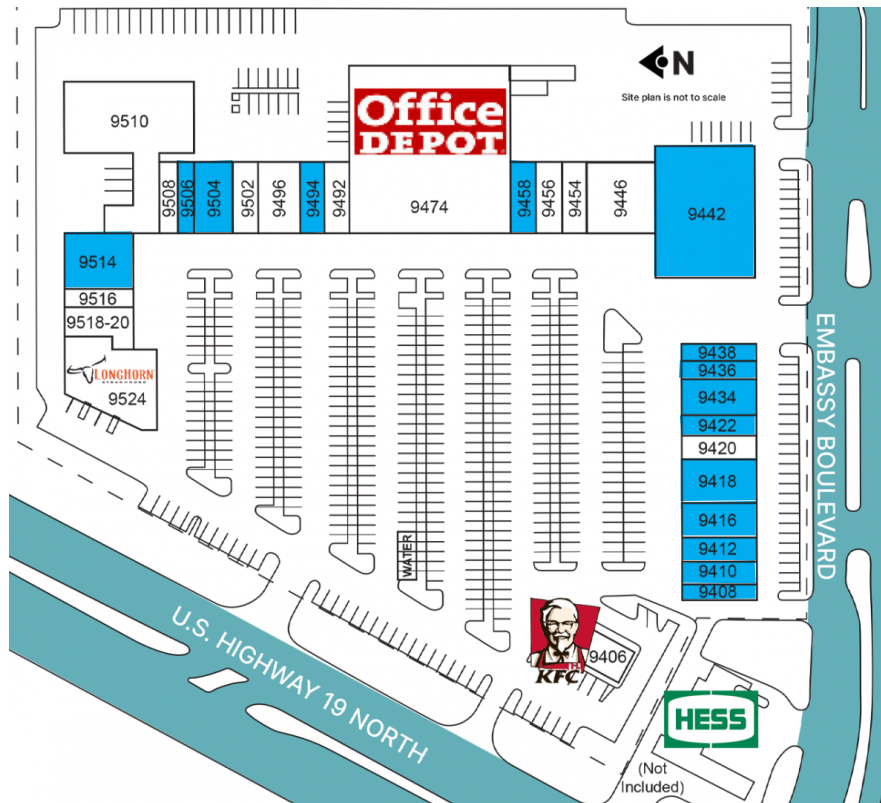 N
Site plan is not to scale
Office
DEPOT
9510
9508
9506
9504
9502
9496
9494
9492
9474
9458
9456
9454
9446
9442
9514
9516
9518-20
LONGHORN
STEAKHOUSE
9524
9438
9436
9434
9422
9420
9418
9416
9412
9410
9408
EMBASSY BOULEVARD
WATER
U.S. HIGHWAY 19 NORTH
9406
KFC
HESS
(Not
Included)